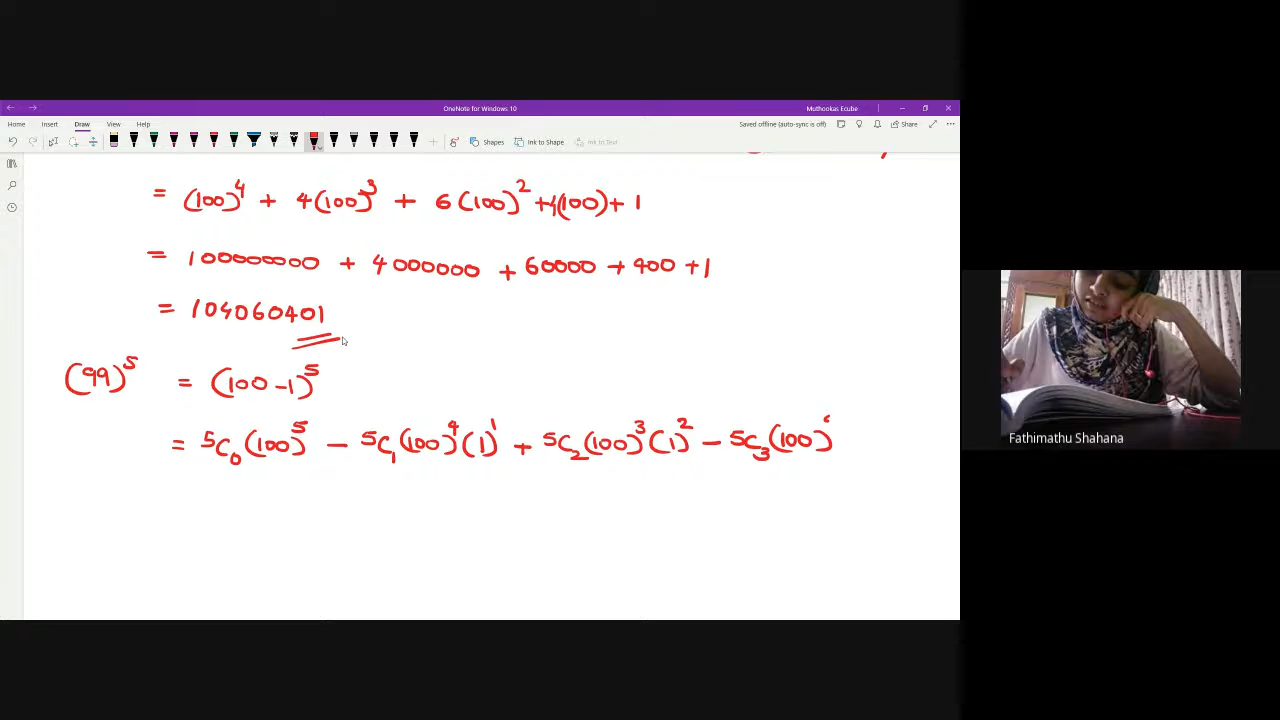 OneNote for Windows 10
Muthookas Ecube
Home Insert Draw View Help
Saved offline (auto-sync is off)
Share
Shapes
Ink to Shape
Ink to Text
= (100)^4 + 4(100)^3 + 6(100)^2 + 4(100) + 1
= 100000000 + 4000000 + 60000 + 400 + 1
= 104060401
(99)^5 = (100 - 1)^5
= ⁵C₀(100)^5 - ⁵C₁(100)^4(1)^1 + ⁵C₂(100)^3(1)^2 - ⁵C₃(100)
Fathimathu Shahana